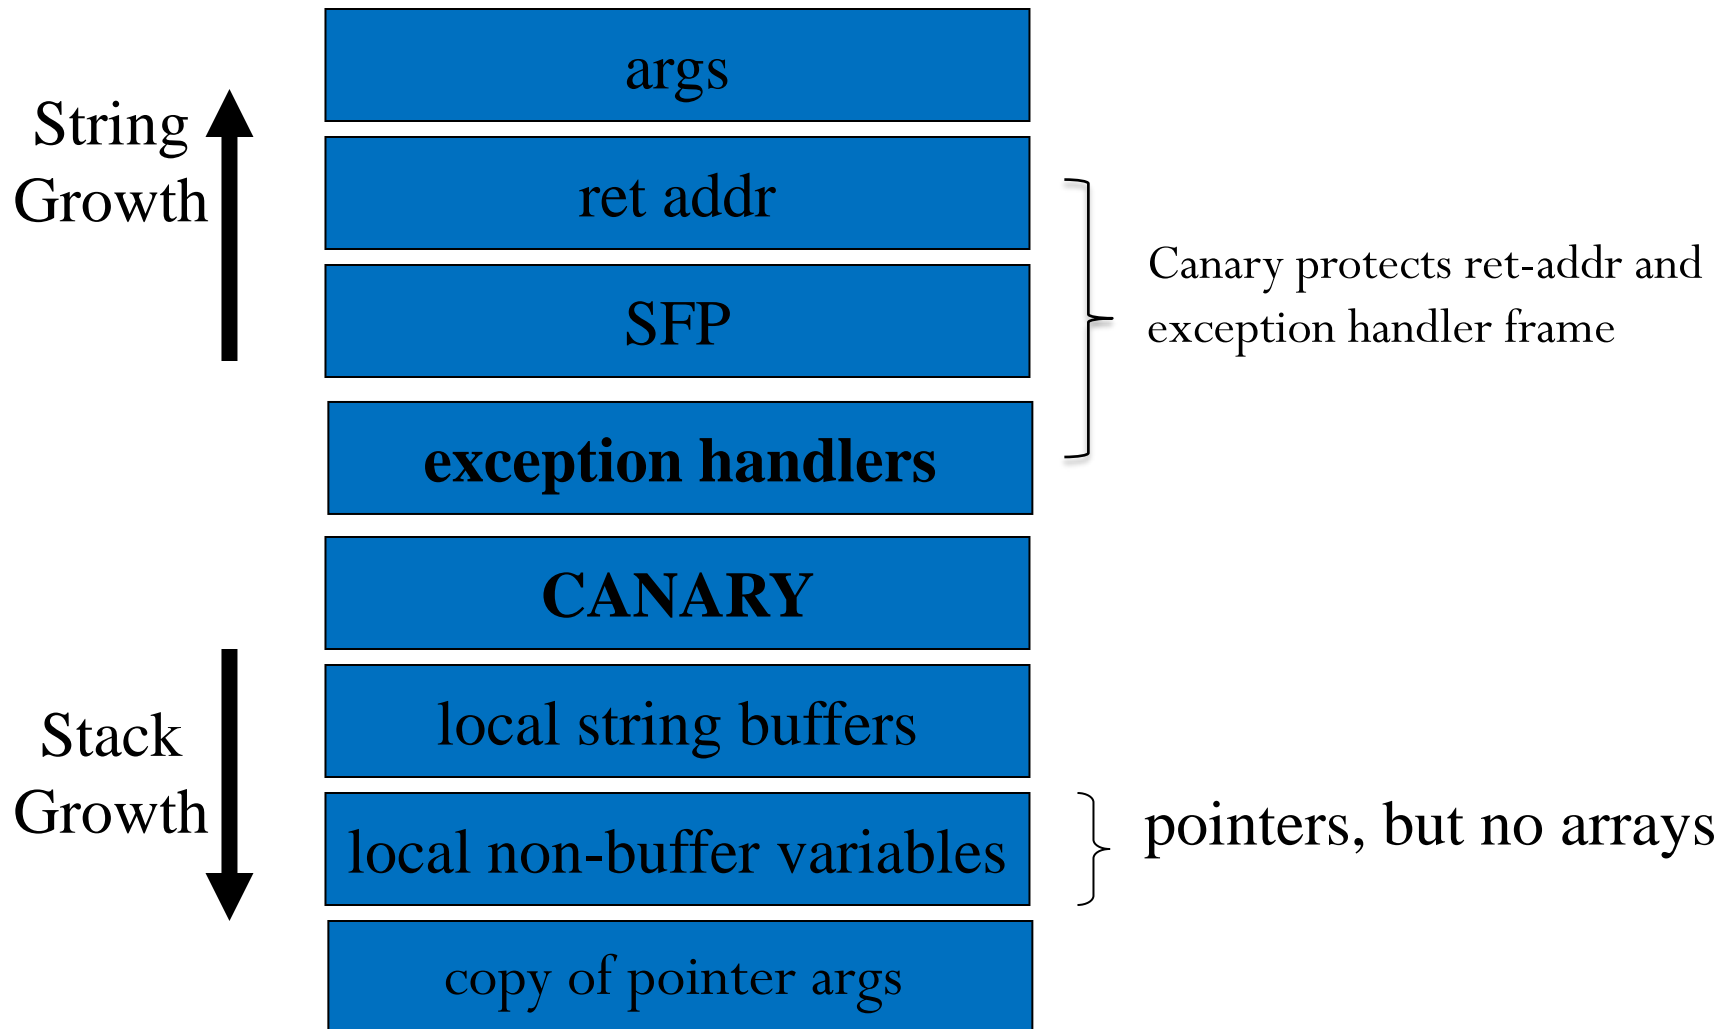 args
String
Growth
ret addr
SFP
Canary protects ret-addr and
exception handler frame
exception handlers
CANARY
Stack
Growth
local string buffers
local non-buffer variables
pointers, but no arrays
copy of pointer args